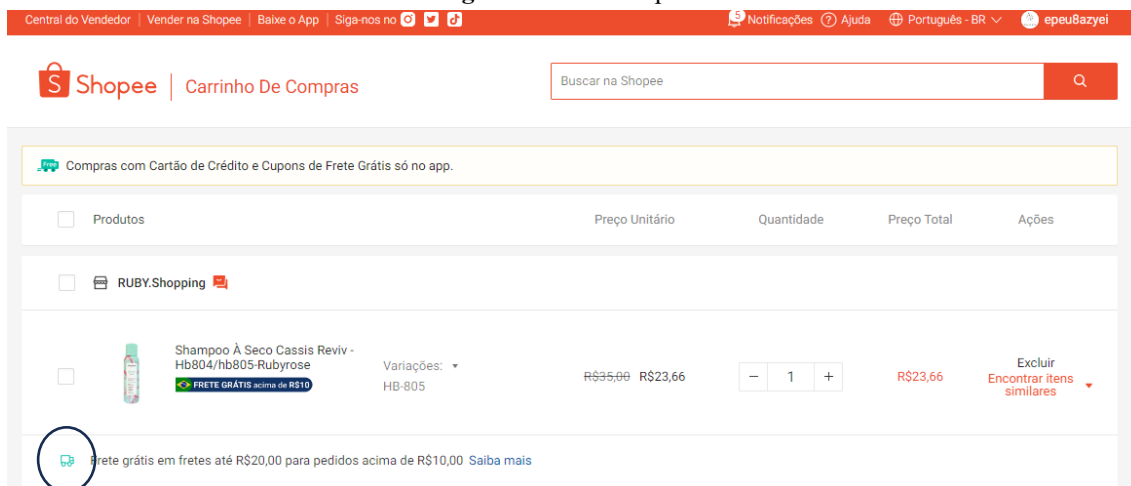 Central do Vendedor | Vender na Shopee | Baixe o App | Siga-nos no
5 Notificações ? Ajuda Português - BR epeu8azyei
S Shopee | Carrinho De Compras
Buscar na Shopee
Free Compras com Cartão de Crédito e Cupons de Frete Grátis só no app.
Produtos Preço Unitário Quantidade Preço Total Ações
RUBY.Shopping
Shampoo À Seco Cassis Reviv -
Hb804/hb805-Rubyrose
FRETE GRÁTIS acima de R$10
Variações:
HB-805
R$35,00 R$23,66
− 1 +
R$23,66
Excluir
Encontrar itens
similares
Frete grátis em fretes até R$20,00 para pedidos acima de R$10,00 Saiba mais